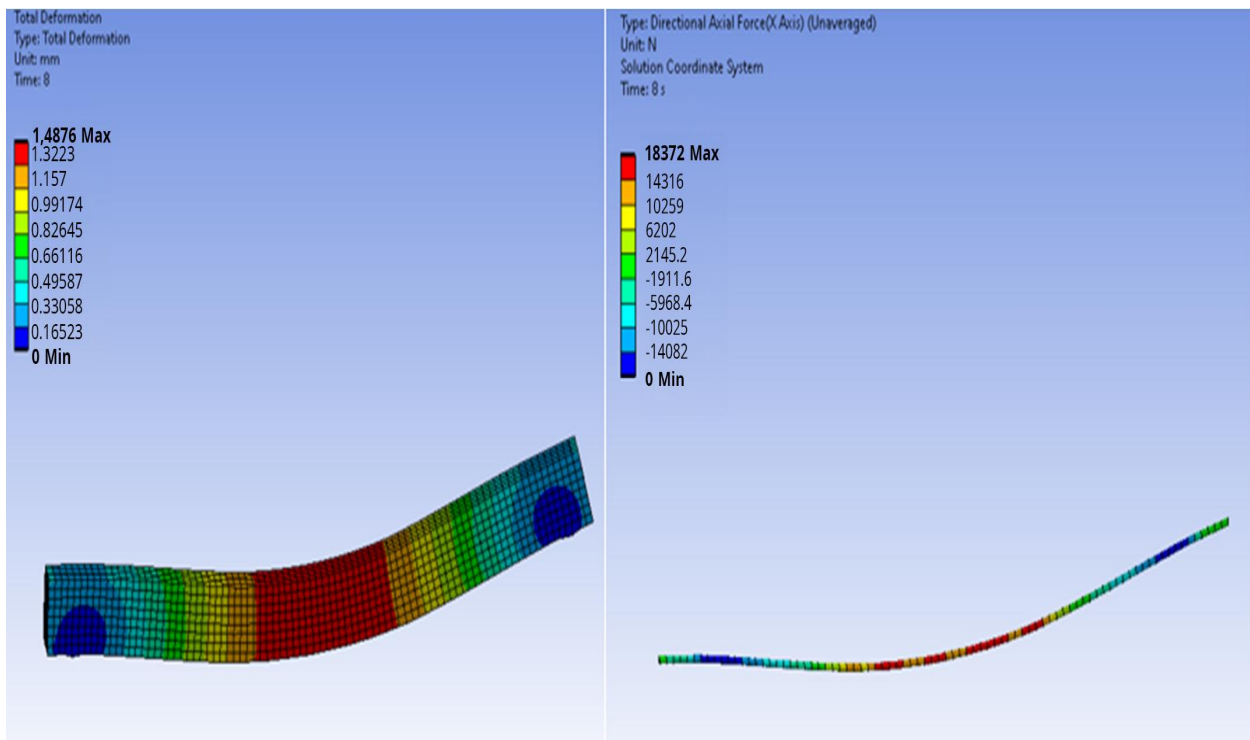 Total Deformation
Type: Total Deformation
Unit: mm
Time: 8
1,4876 Max
1.3223
1.157
0.99174
0.82645
0.66116
0.49587
0.33058
0.16523
0 Min
Type: Directional Axial Force(X Axis) (Unaveraged)
Unit: N
Solution Coordinate System
Time: 8 s
18372 Max
14316
10259
6202
2145.2
-1911.6
-5968.4
-10025
-14082
0 Min